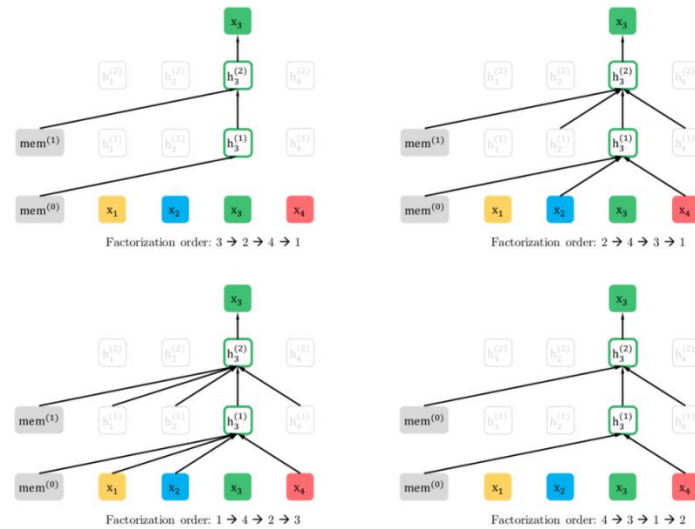 x₃ x₃
h₁⁽²⁾ h₂⁽²⁾ h₃⁽²⁾ h₄⁽²⁾ h₁⁽²⁾ h₂⁽²⁾ h₃⁽²⁾ h₄⁽²⁾
mem⁽¹⁾ h₁⁽¹⁾ h₂⁽¹⁾ h₃⁽¹⁾ h₄⁽¹⁾ mem⁽¹⁾ h₁⁽¹⁾ h₂⁽¹⁾ h₃⁽¹⁾ h₄⁽¹⁾
mem⁽⁰⁾ x₁ x₂ x₃ x₄ mem⁽⁰⁾ x₁ x₂ x₃ x₄
Factorization order: 3 → 2 → 4 → 1 Factorization order: 2 → 4 → 3 → 1
x₃ x₃
h₁⁽²⁾ h₂⁽²⁾ h₃⁽²⁾ h₄⁽²⁾ h₁⁽²⁾ h₂⁽²⁾ h₃⁽²⁾ h₄⁽²⁾
mem⁽¹⁾ h₁⁽¹⁾ h₂⁽¹⁾ h₃⁽¹⁾ h₄⁽¹⁾ mem⁽⁰⁾ h₁⁽¹⁾ h₂⁽¹⁾ h₃⁽¹⁾ h₄⁽¹⁾
mem⁽⁰⁾ x₁ x₂ x₃ x₄ mem⁽⁰⁾ x₁ x₂ x₃ x₄
Factorization order: 1 → 4 → 2 → 3 Factorization order: 4 → 3 → 1 → 2